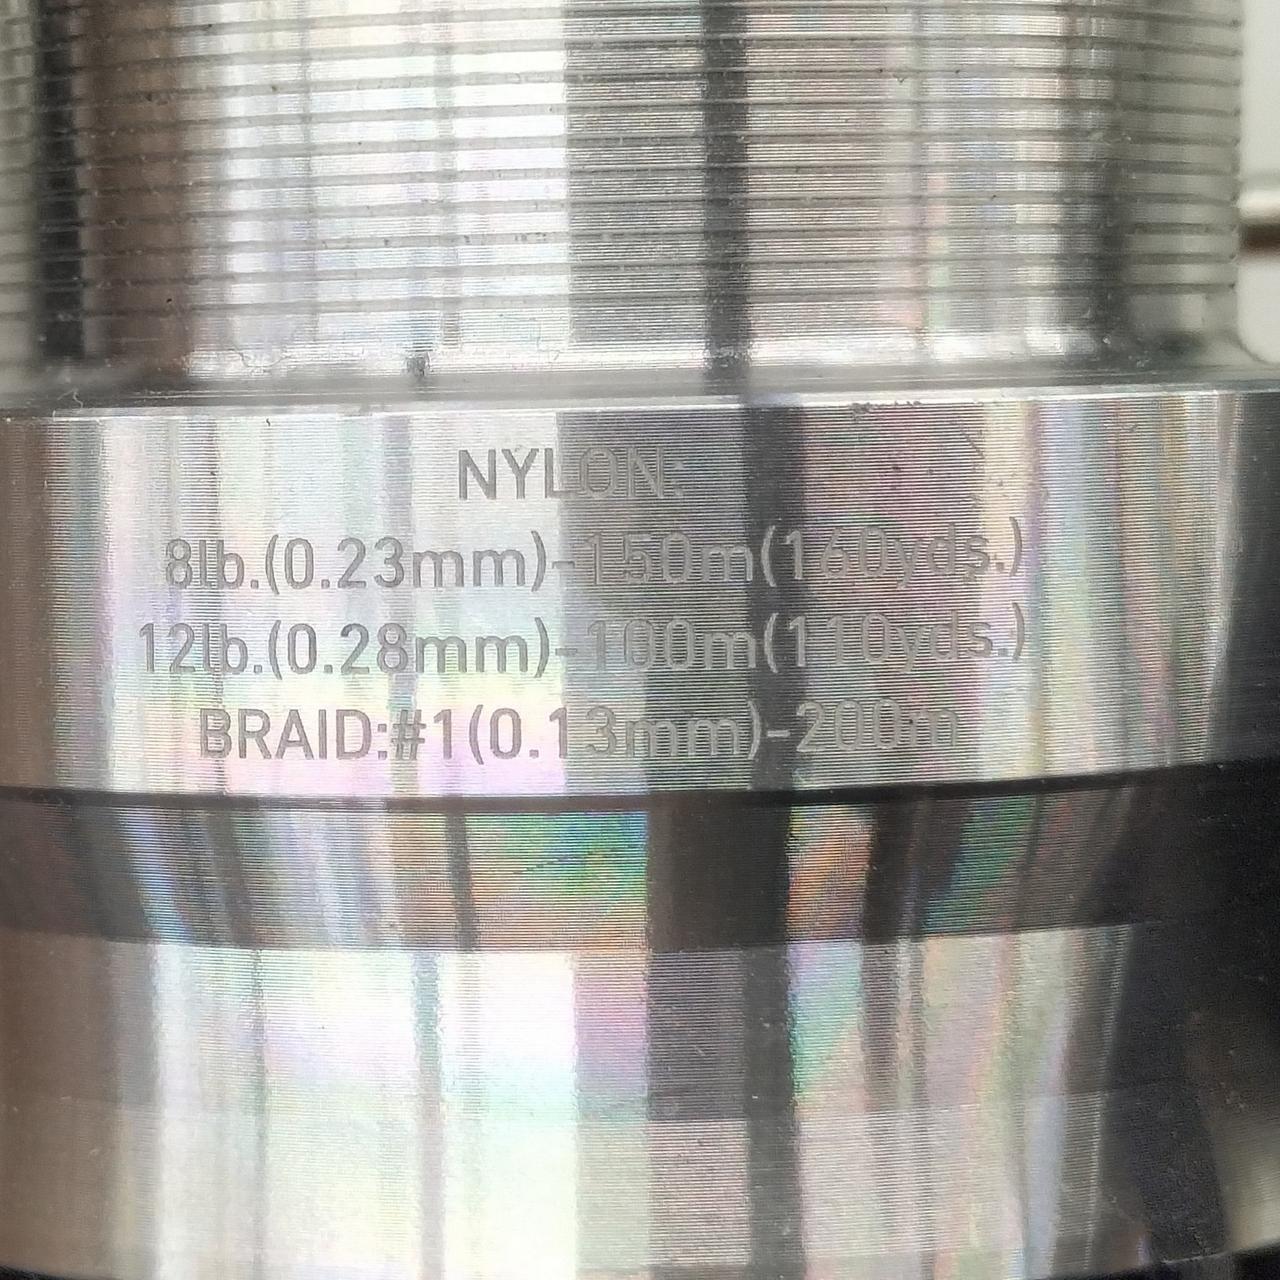 NYLON:
8lb.(0.23mm)-150m(160yds.)
12lb.(0.28mm)-100m(110yds.)
BRAID:#1(0.13mm)-200m